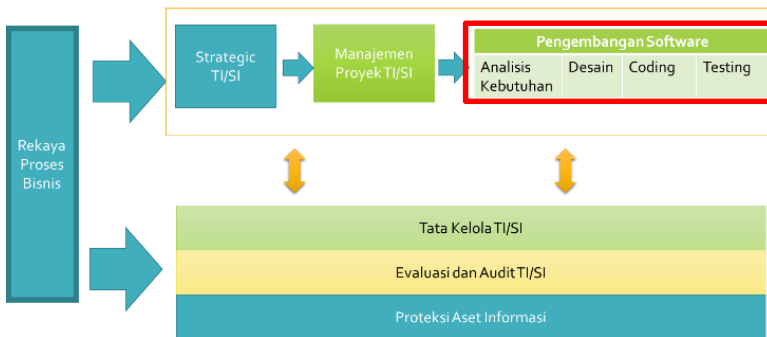 Rekaya
Proses
Bisnis
Strategic
TI/SI
Manajemen
Proyek TI/SI
Pengembangan Software
Analisis
Kebutuhan
Desain
Coding
Testing
Tata Kelola TI/SI
Evaluasi dan Audit TI/SI
Proteksi Aset Informasi